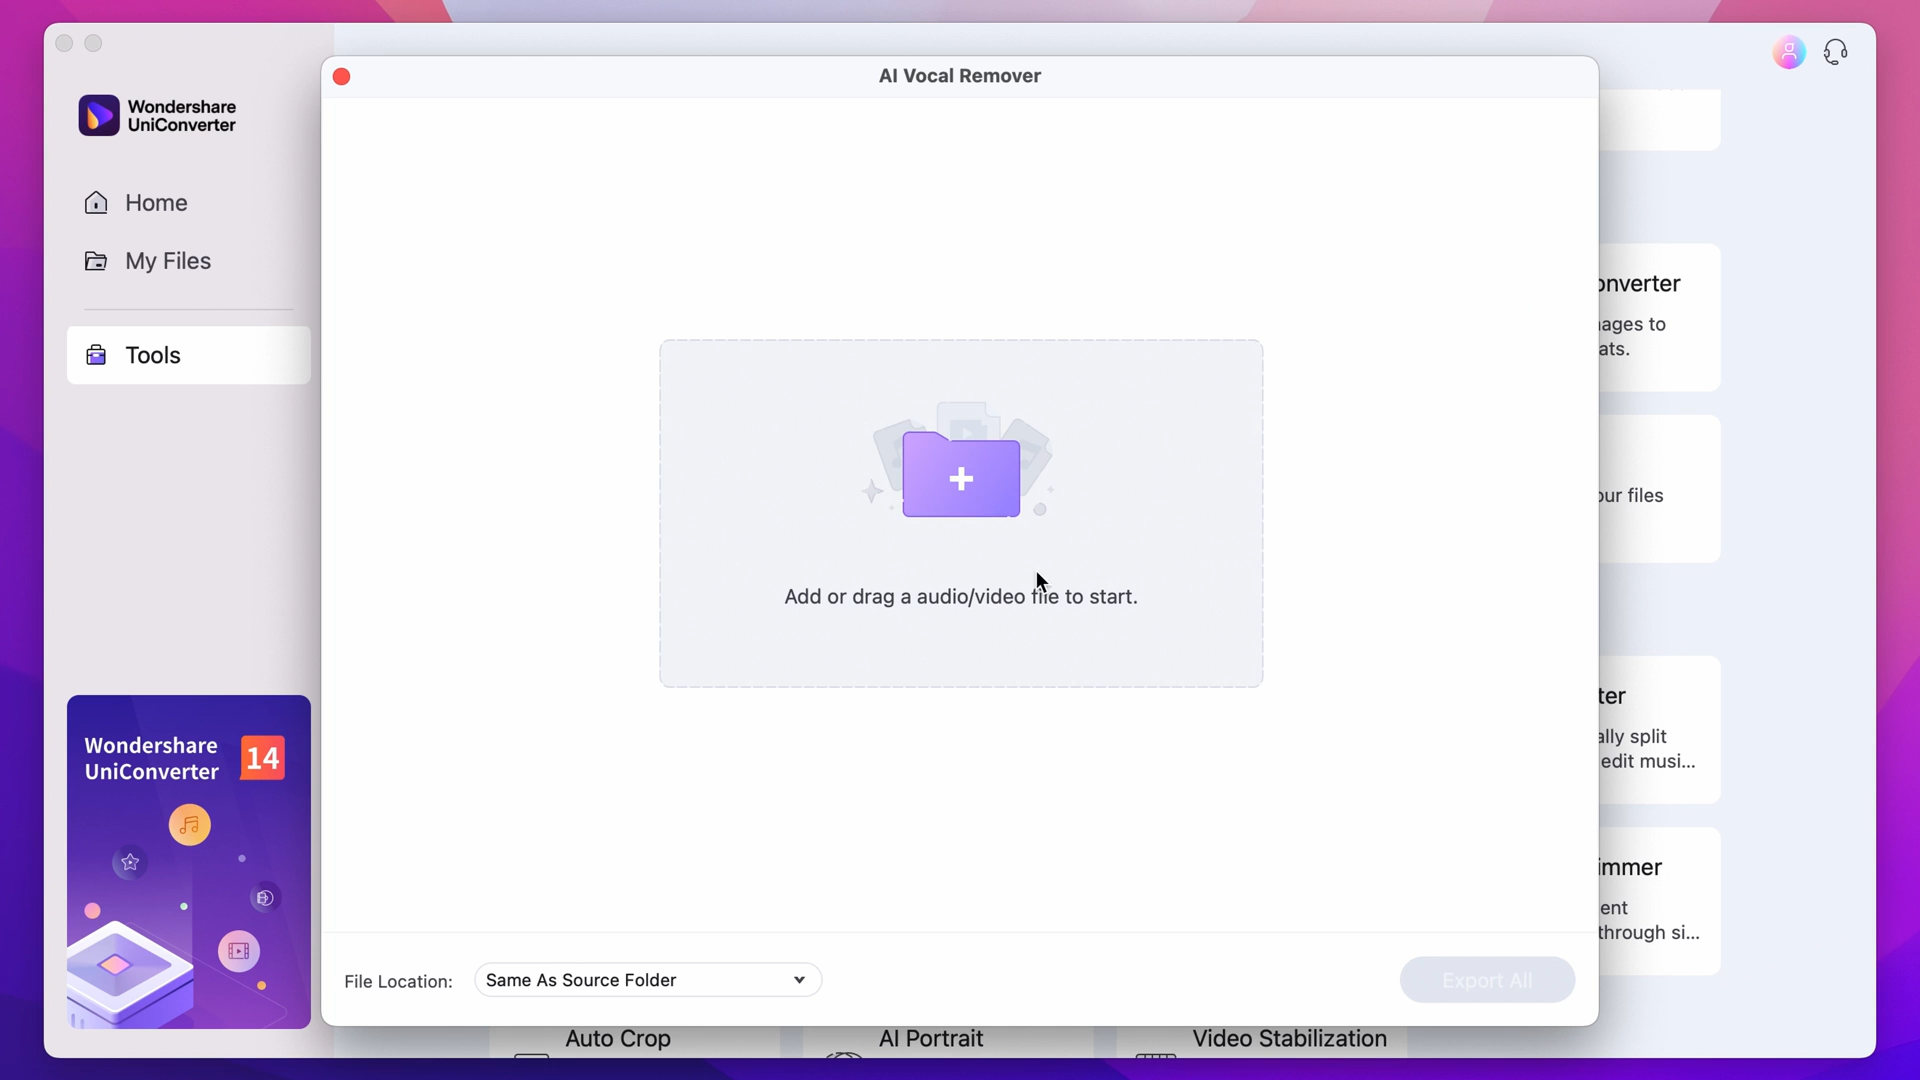 AI Vocal Remover
Wondershare
UniConverter
Home
My Files
Tools
Add or drag a audio/video file to start.
onverter
ages to
ats.
our files
ter
ally split
edit musi...
immer
ent
through si...
Wondershare
UniConverter
14
File Location:
Same As Source Folder
Export All
Auto Crop
AI Portrait
Video Stabilization